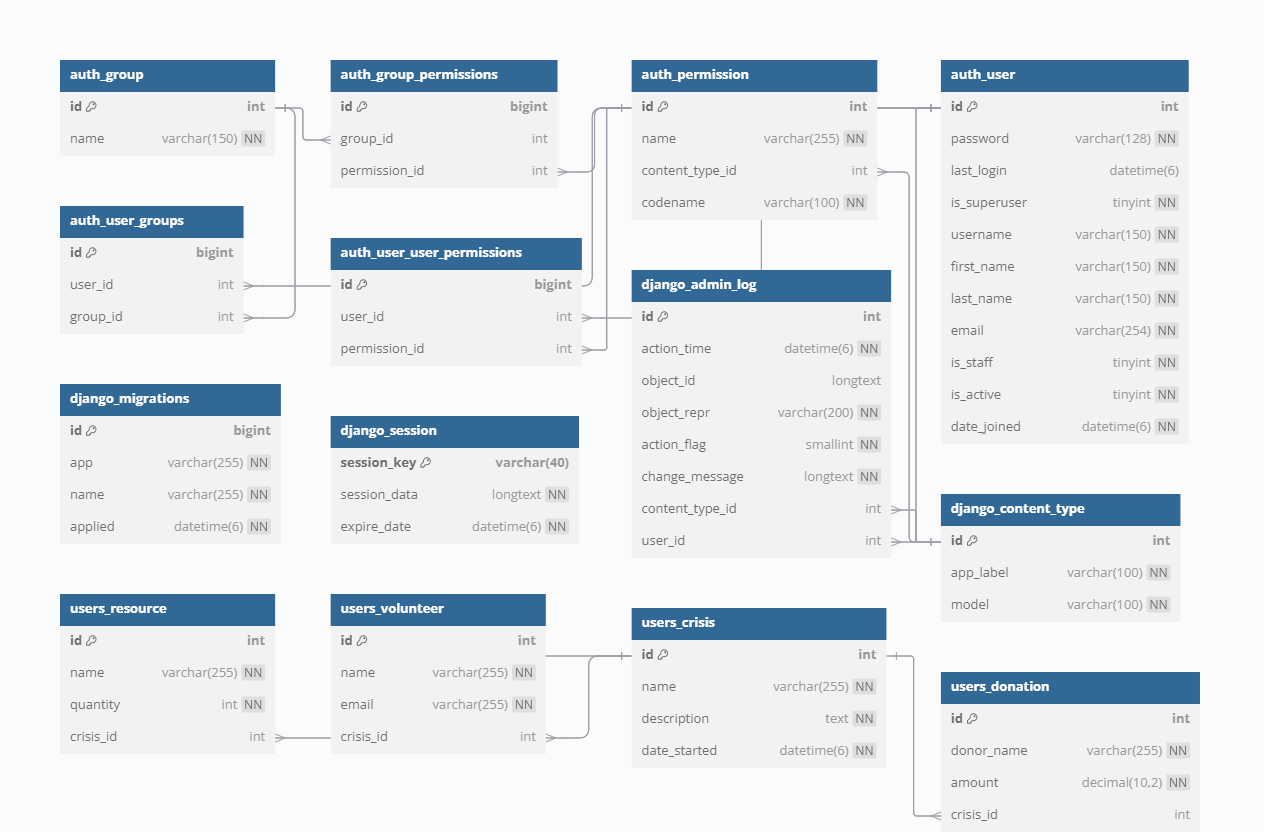 auth_group
id int
name varchar(150) NN
auth_group_permissions
id bigint
group_id int
permission_id int
auth_permission
id int
name varchar(255) NN
content_type_id int
codename varchar(100) NN
auth_user
id int
password varchar(128) NN
last_login datetime(6)
is_superuser tinyint NN
username varchar(150) NN
first_name varchar(150) NN
last_name varchar(150) NN
email varchar(254) NN
is_staff tinyint NN
is_active tinyint NN
date_joined datetime(6) NN
auth_user_groups
id bigint
user_id int
group_id int
auth_user_user_permissions
id bigint
user_id int
permission_id int
django_admin_log
id int
action_time datetime(6) NN
object_id longtext
object_repr varchar(200) NN
action_flag smallint NN
change_message longtext NN
content_type_id int
user_id int
django_migrations
id bigint
app varchar(255) NN
name varchar(255) NN
applied datetime(6) NN
django_session
session_key varchar(40)
session_data longtext NN
expire_date datetime(6) NN
django_content_type
id int
app_label varchar(100) NN
model varchar(100) NN
users_resource
id int
name varchar(255) NN
quantity int NN
crisis_id int
users_volunteer
id int
name varchar(255) NN
email varchar(255) NN
crisis_id int
users_crisis
id int
name varchar(255) NN
description text NN
date_started datetime(6) NN
users_donation
id int
donor_name varchar(255) NN
amount decimal(10,2) NN
crisis_id int